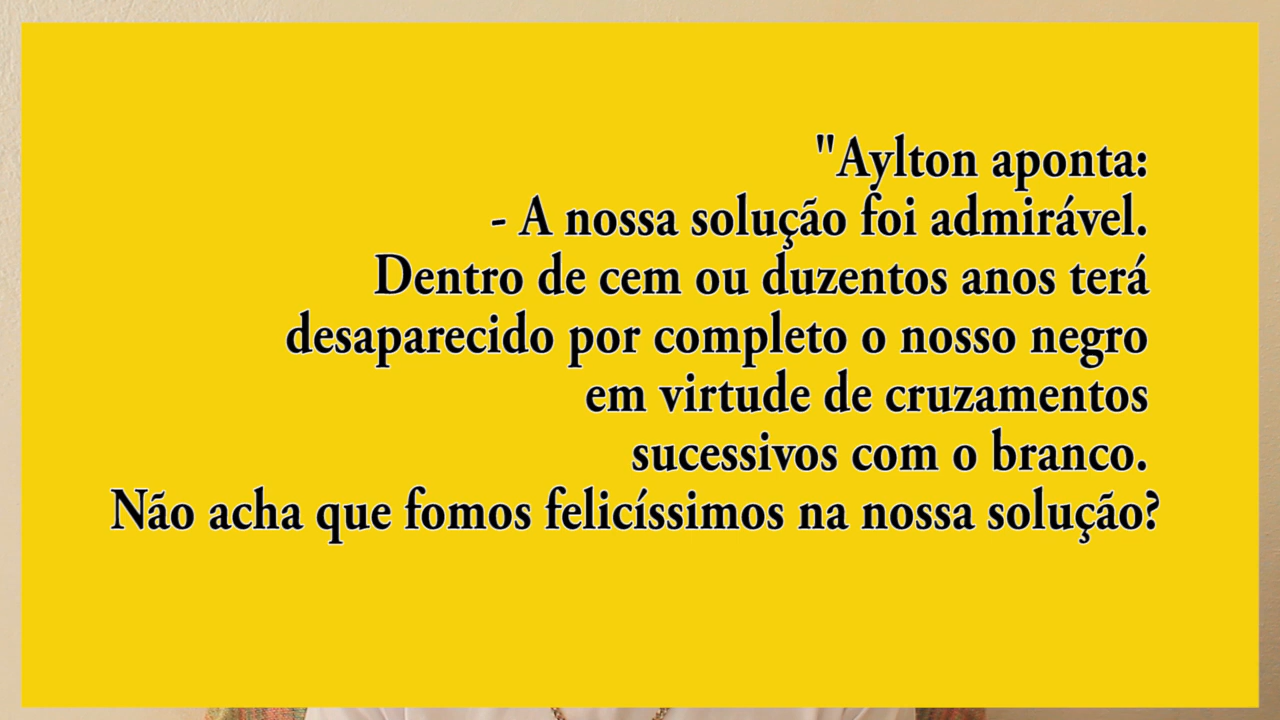 "Aylton aponta:
- A nossa solução foi admirável.
Dentro de cem ou duzentos anos terá
desaparecido por completo o nosso negro
em virtude de cruzamentos
sucessivos com o branco.
Não acha que fomos felicíssimos na nossa solução?